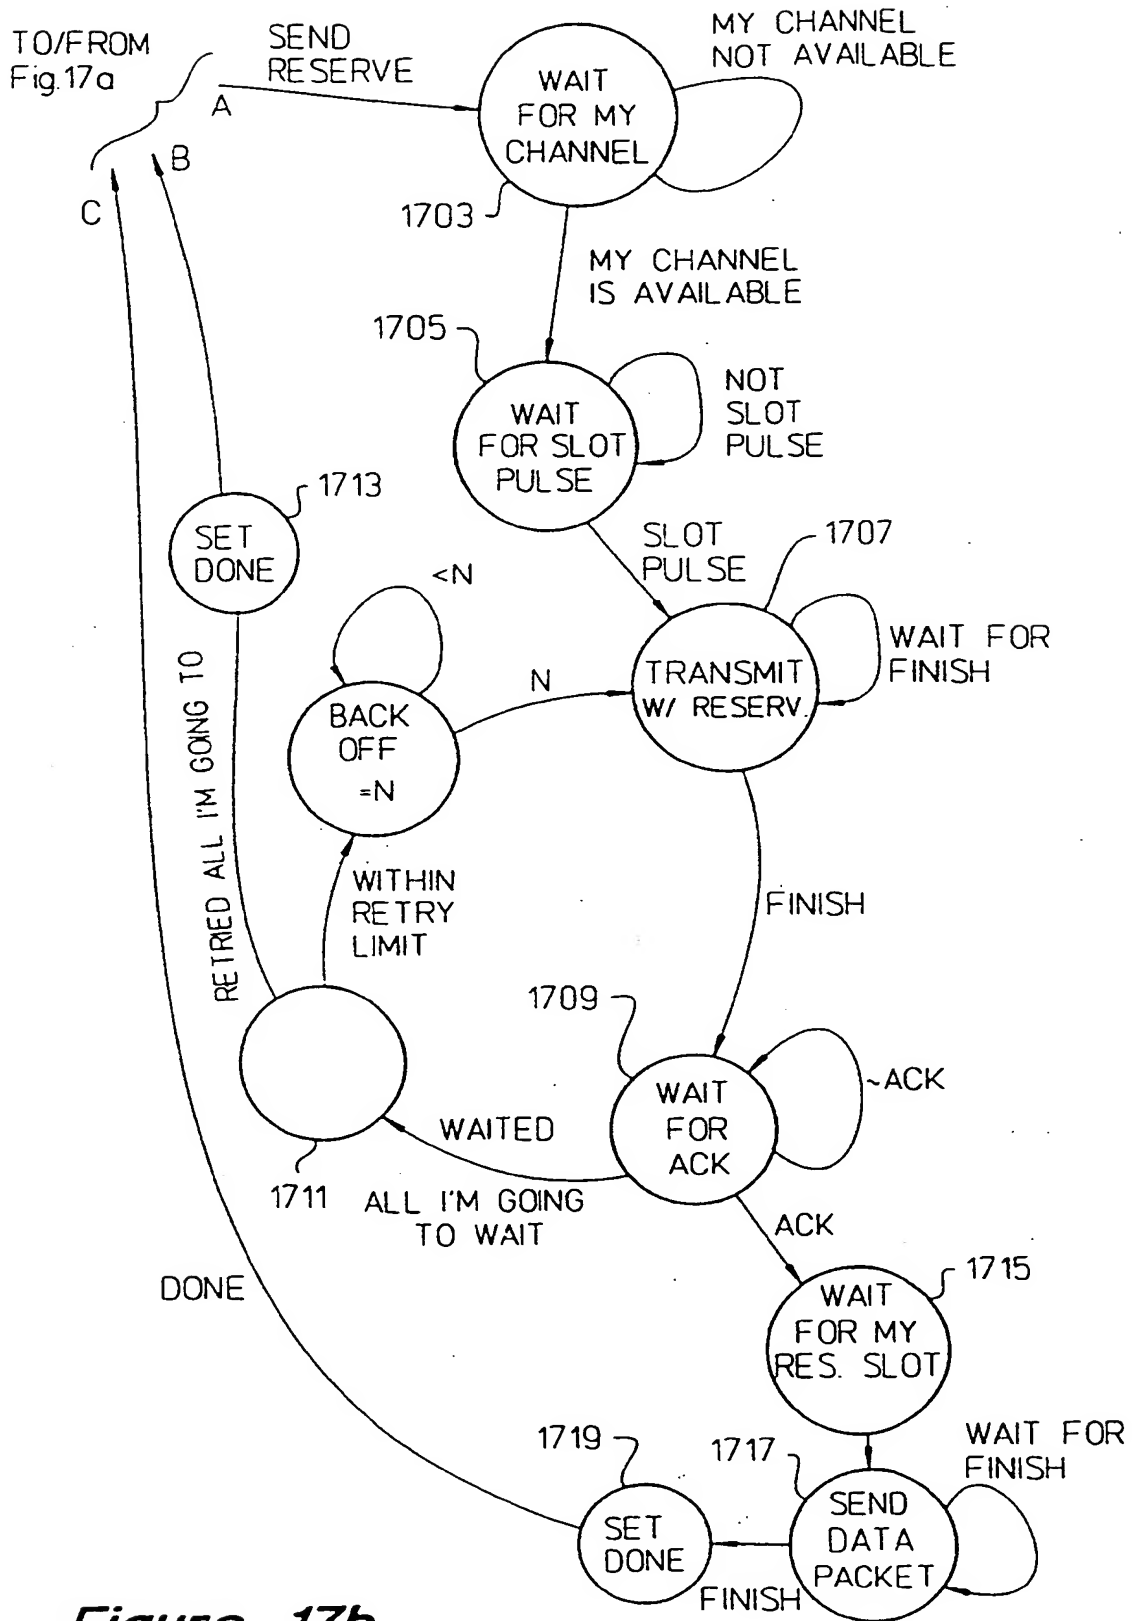 TO/FROM
Fig.17a
A
B
C
SEND
RESERVE
WAIT
FOR MY
CHANNEL
MY CHANNEL
NOT AVAILABLE
1703
MY CHANNEL
IS AVAILABLE
1705
WAIT
FOR SLOT
PULSE
NOT
SLOT
PULSE
1713
SET
DONE
SLOT
PULSE
1707
<N
TRANSMIT
W/ RESERV.
WAIT FOR
FINISH
N
BACK
OFF
=N
RETRIED ALL I'M GOING TO
WITHIN
RETRY
LIMIT
FINISH
1709
WAIT
FOR
ACK
~ACK
WAITED
ALL I'M GOING
TO WAIT
1711
ACK
DONE
1715
WAIT
FOR MY
RES. SLOT
1719
1717
WAIT FOR
FINISH
SET
DONE
SEND
DATA
PACKET
FINISH
Figure 17b